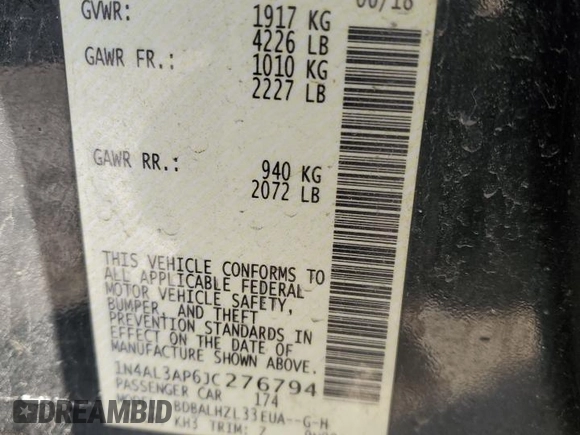 GVWR: 1917 KG
4226 LB
GAWR FR.: 1010 KG
2227 LB
GAWR RR.: 940 KG
2072 LB
THIS VEHICLE CONFORMS TO
ALL APPLICABLE FEDERAL
MOTOR VEHICLE SAFETY,
BUMPER, AND THEFT
PREVENTION STANDARDS IN
EFFECT ON THE DATE OF
MANUFACTURE SHOWN ABOVE.
1N4AL3AP6JC276794
PASSENGER CAR 174
BDBALHZL33EUA--G-H
KH3 TRIM:
EPICVIN.COM